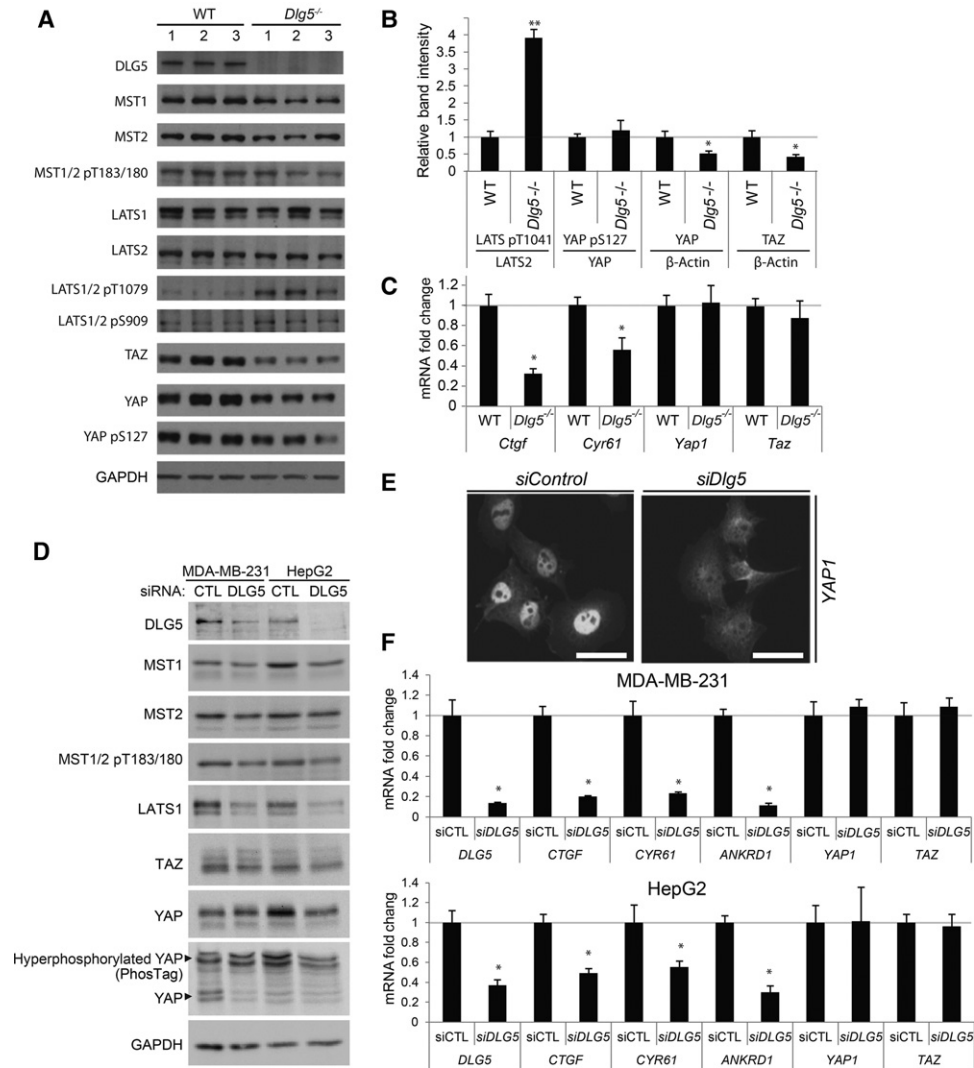 A
WT Dlg5-/-
1 2 3 1 2 3
DLG5
MST1
MST2
MST1/2 pT183/180
LATS1
LATS2
LATS1/2 pT1079
LATS1/2 pS909
TAZ
YAP
YAP pS127
GAPDH
B
Relative band intensity
4
3.5
3
2.5
2
1.5
1
0.5
0
**
*
*
WT Dlg5-/- WT Dlg5-/- WT Dlg5-/- WT Dlg5-/-
LATS pT1041 YAP pS127 YAP TAZ
LATS2 YAP β-Actin β-Actin
C
mRNA fold change
1.2
1
0.8
0.6
0.4
0.2
0
*
*
WT Dlg5-/- WT Dlg5-/- WT Dlg5-/- WT Dlg5-/-
Ctgf Cyr61 Yap1 Taz
D
MDA-MB-231 HepG2
siRNA: CTL DLG5 CTL DLG5
DLG5
MST1
MST2
MST1/2 pT183/180
LATS1
TAZ
YAP
Hyperphosphorylated YAP
(PhosTag)
YAP
GAPDH
E
siControl siDlg5
YAP1
F
MDA-MB-231
mRNA fold change
1.4
1.2
1
0.8
0.6
0.4
0.2
0
* * * *
siCTL siDLG5 siCTL siDLG5 siCTL siDLG5 siCTL siDLG5 siCTL siDLG5 siCTL siDLG5
DLG5 CTGF CYR61 ANKRD1 YAP1 TAZ
HepG2
mRNA fold change
1.4
1.2
1
0.8
0.6
0.4
0.2
0
* * * *
siCTL siDLG5 siCTL siDLG5 siCTL siDLG5 siCTL siDLG5 siCTL siDLG5 siCTL siDLG5
DLG5 CTGF CYR61 ANKRD1 YAP1 TAZ